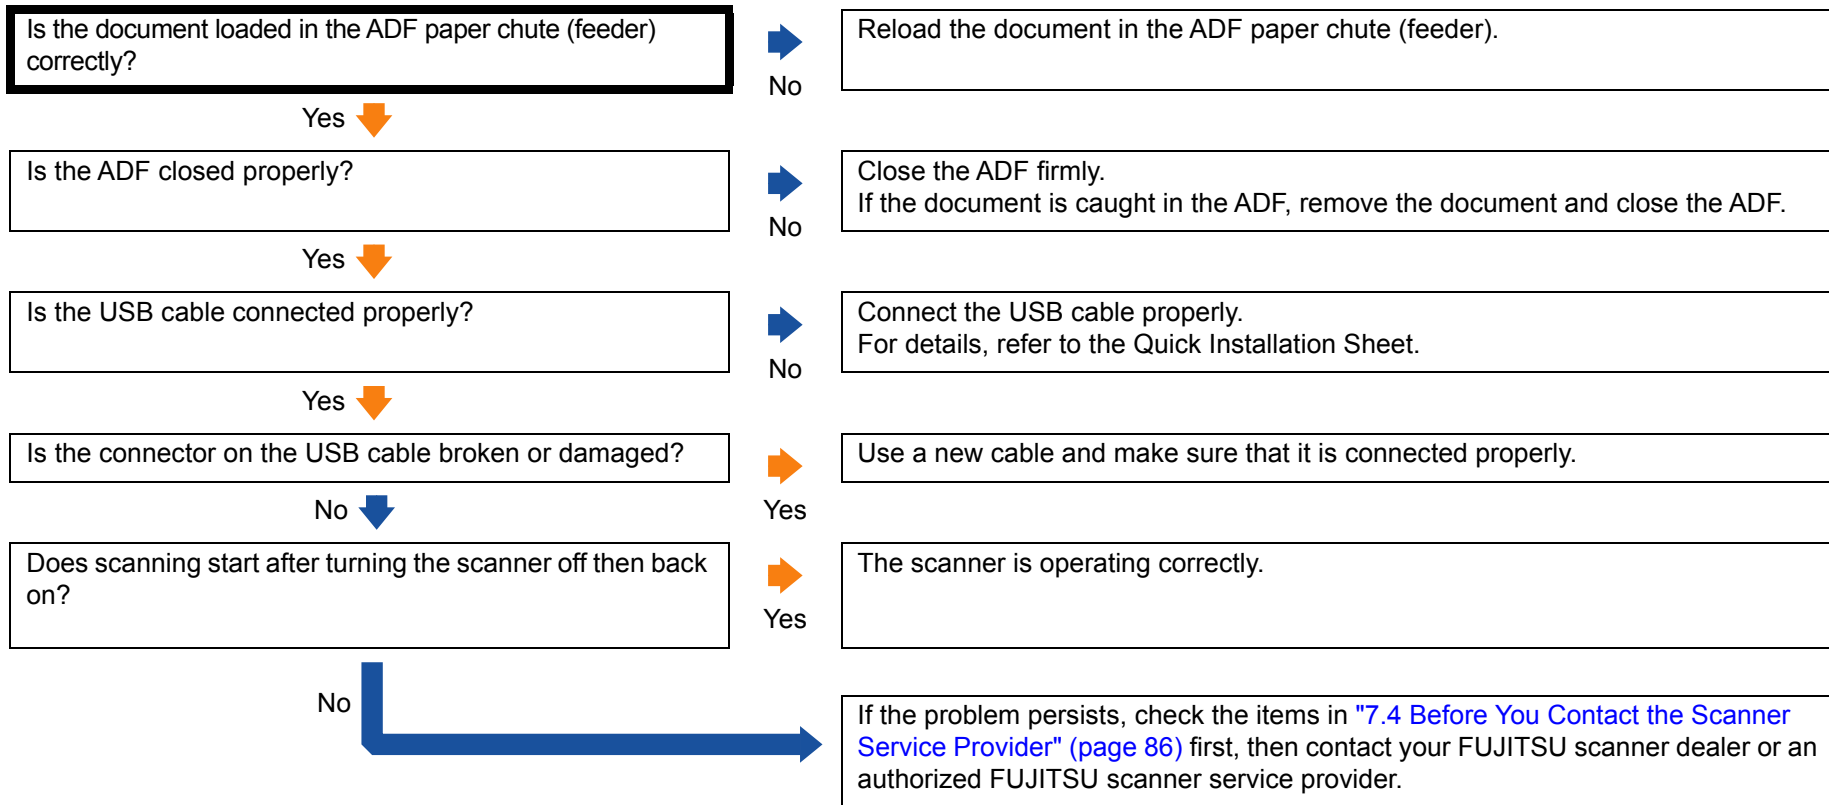 Is the document loaded in the ADF paper chute (feeder)
correctly?
No
Reload the document in the ADF paper chute (feeder).
Yes
Is the ADF closed properly?
No
Close the ADF firmly.
If the document is caught in the ADF, remove the document and close the ADF.
Yes
Is the USB cable connected properly?
No
Connect the USB cable properly.
For details, refer to the Quick Installation Sheet.
Yes
Is the connector on the USB cable broken or damaged?
Yes
Use a new cable and make sure that it is connected properly.
No
Does scanning start after turning the scanner off then back
on?
Yes
The scanner is operating correctly.
No
If the problem persists, check the items in "7.4 Before You Contact the Scanner
Service Provider" (page 86) first, then contact your FUJITSU scanner dealer or an
authorized FUJITSU scanner service provider.